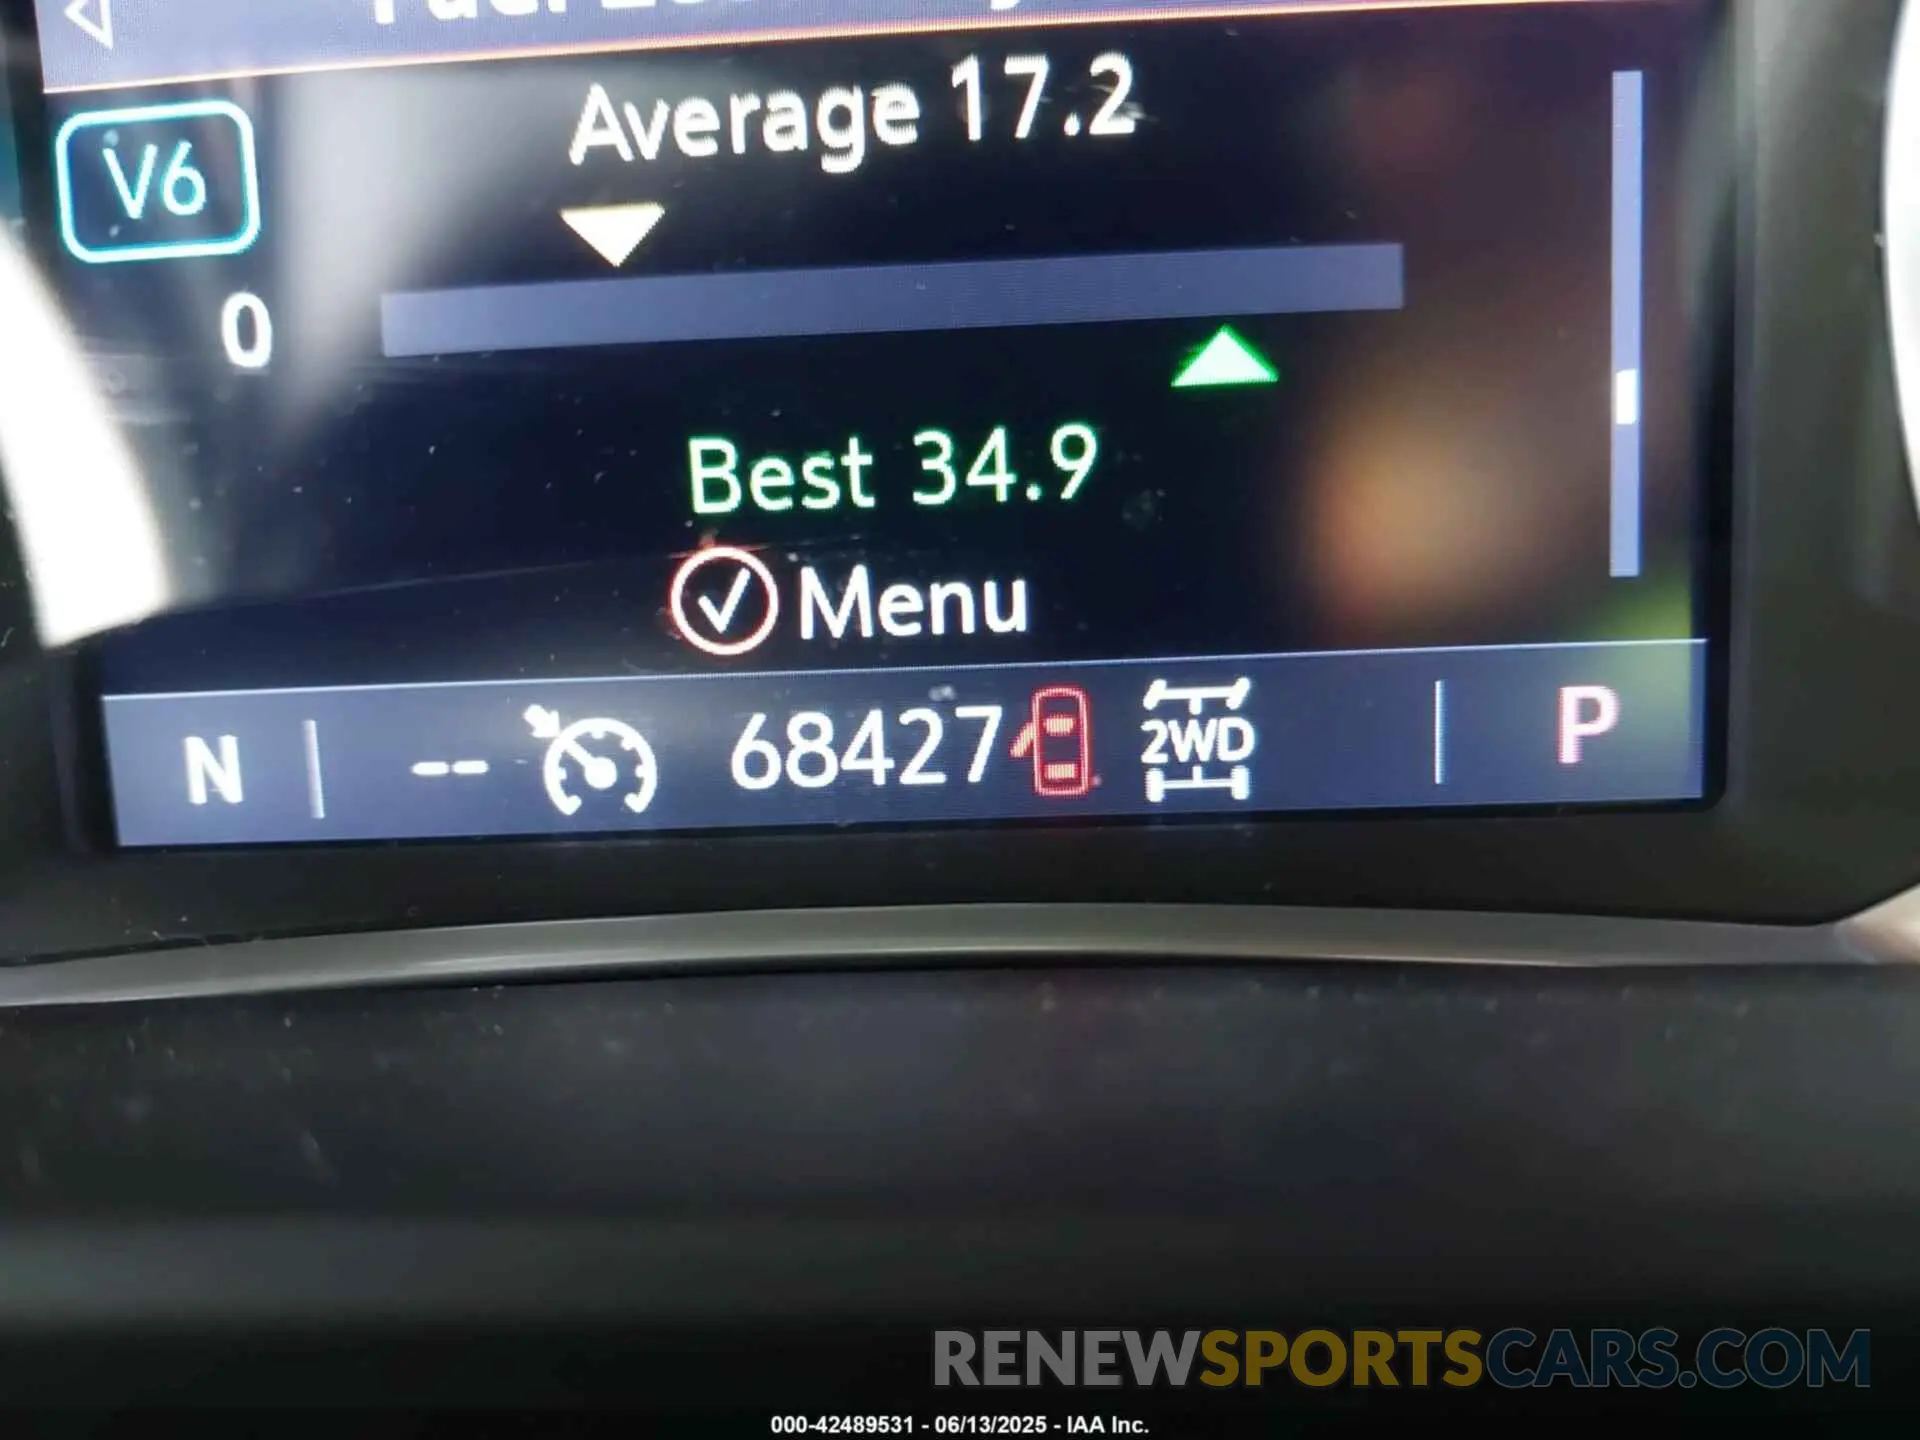 Average 17.2
V6
0
Best 34.9
Menu
N -- 68427 2WD P
RENEWSPORTSCARS.COM
000-42489531 - 06/13/2025 - IAA Inc.